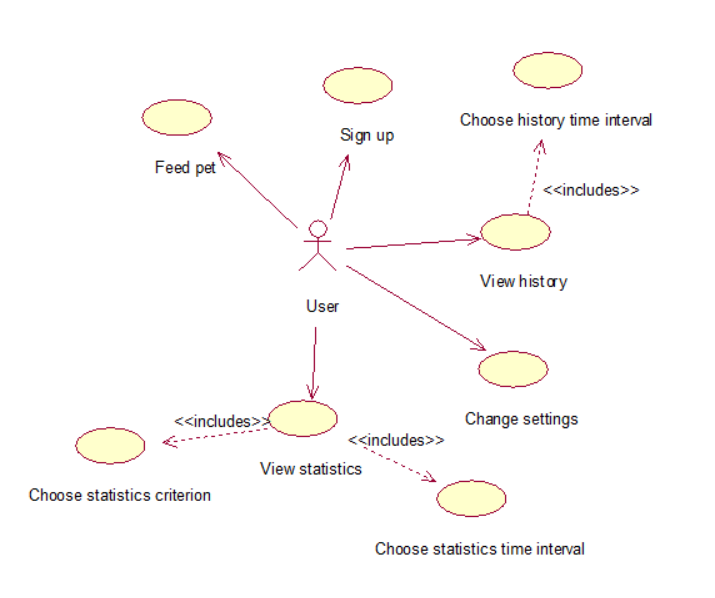 Choose history time interval
Sign up
Feed pet
<<includes>>
View history
User
Change settings
<<includes>>
<<includes>>
View statistics
Choose statistics criterion
Choose statistics time interval